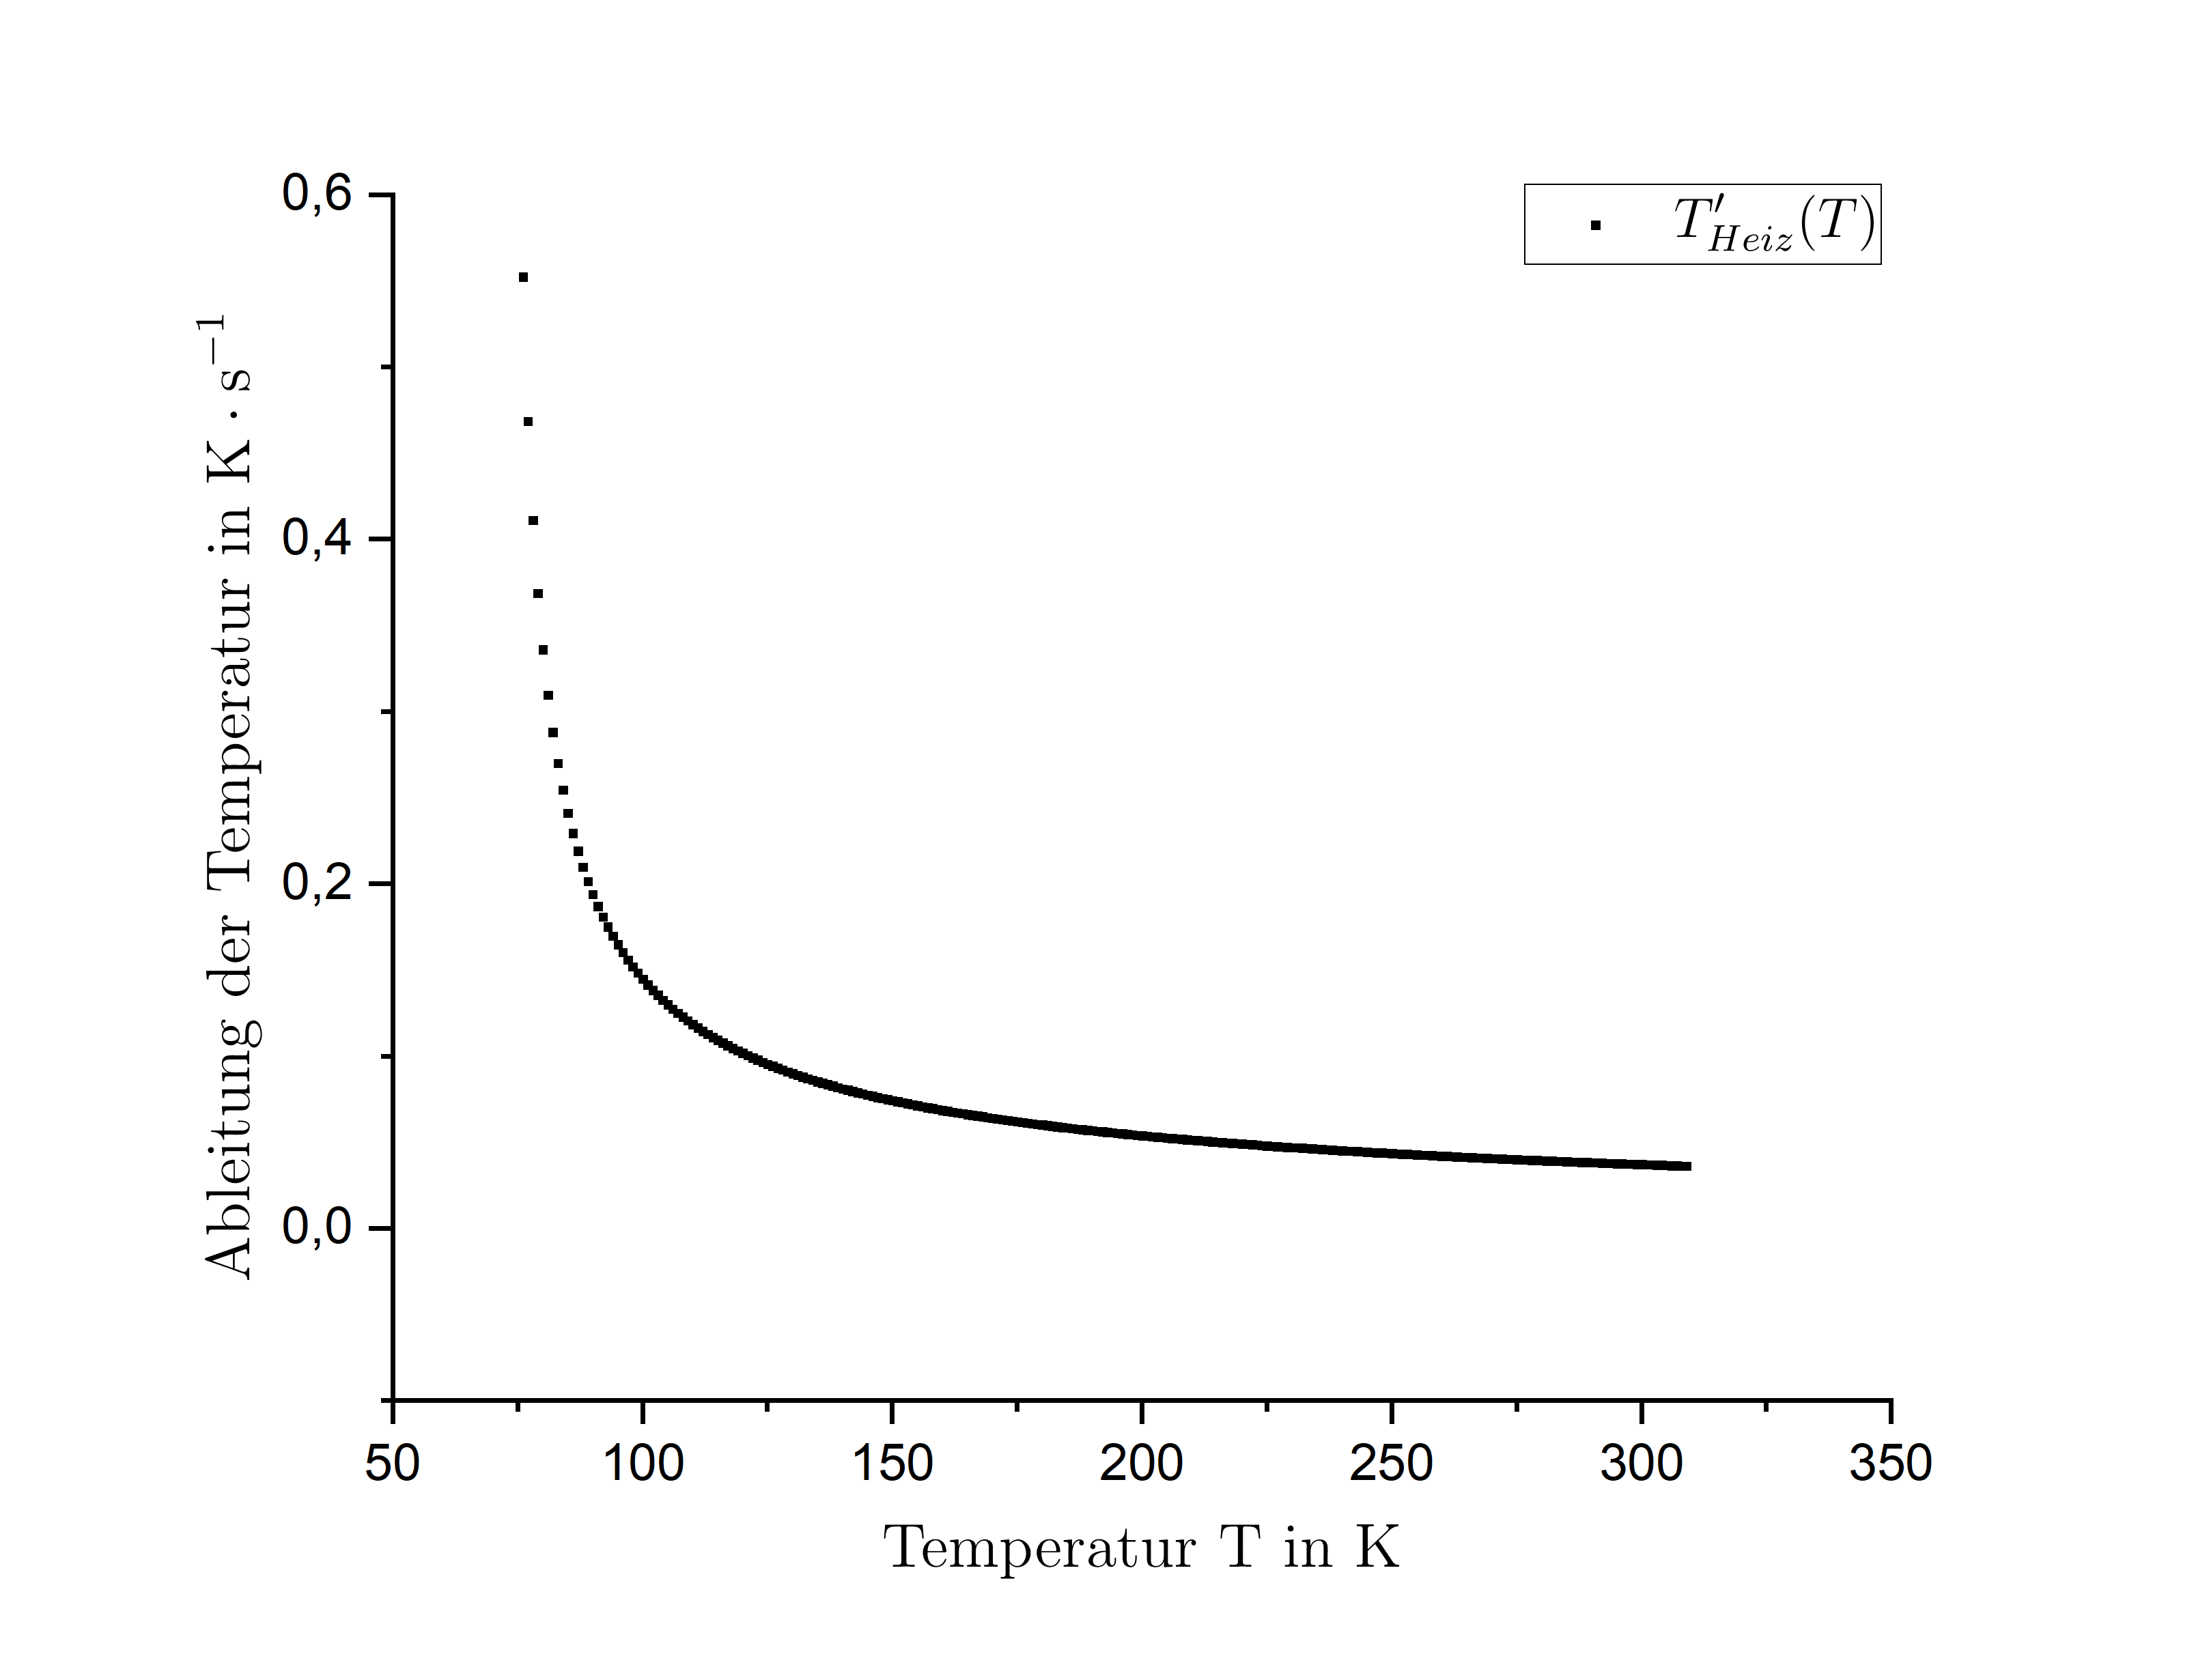 0,6
0,4
0,2
0,0
Ableitung der Temperatur in K · s⁻¹
T′_Heiz(T)
50 100 150 200 250 300 350
Temperatur T in K